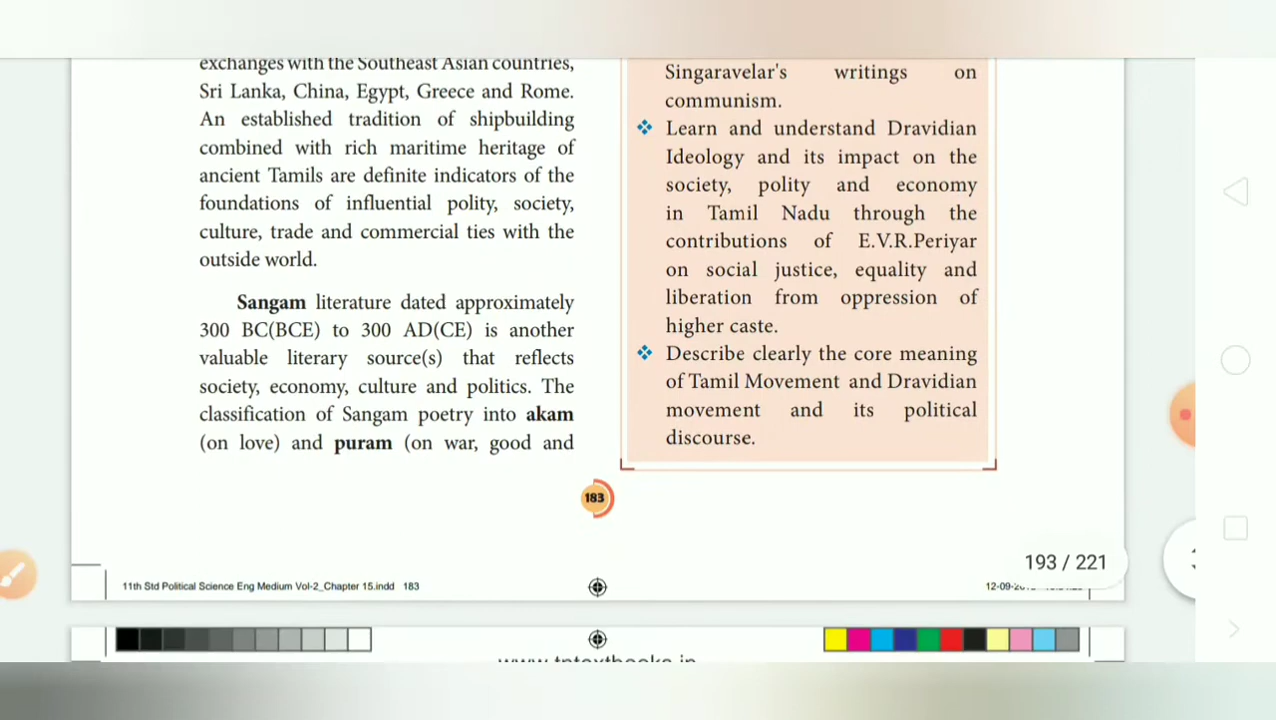 exchanges with the Southeast Asian countries,
Sri Lanka, China, Egypt, Greece and Rome.
An established tradition of shipbuilding
combined with rich maritime heritage of
ancient Tamils are definite indicators of the
foundations of influential polity, society,
culture, trade and commercial ties with the
outside world.
Sangam literature dated approximately
300 BC(BCE) to 300 AD(CE) is another
valuable literary source(s) that reflects
society, economy, culture and politics. The
classification of Sangam poetry into akam
(on love) and puram (on war, good and
Singaravelar's writings on
communism.
❖ Learn and understand Dravidian
Ideology and its impact on the
society, polity and economy
in Tamil Nadu through the
contributions of E.V.R.Periyar
on social justice, equality and
liberation from oppression of
higher caste.
❖ Describe clearly the core meaning
of Tamil Movement and Dravidian
movement and its political
discourse.
183
193 / 221
11th Std Political Science Eng Medium Vol-2_Chapter 15.indd 183
12-09-
www.tntextbooks.in